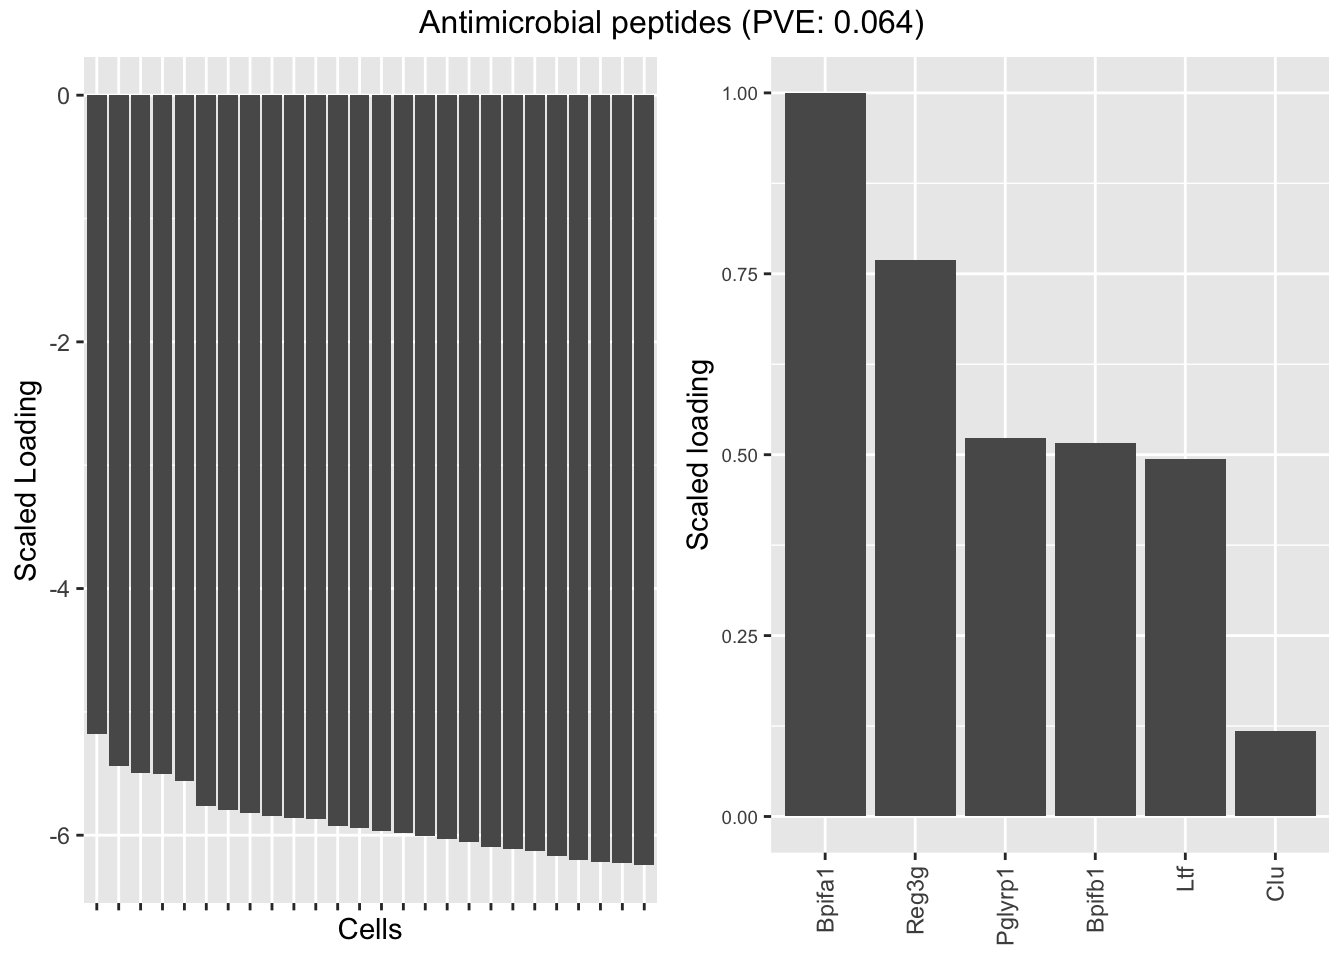 Antimicrobial peptides (PVE: 0.064)
Scaled Loading
0
-2
-4
-6
Cells
Scaled loading
1.00
0.75
0.50
0.25
0.00
Bpifa1
Reg3g
Pglyrp1
Bpifb1
Ltf
Clu